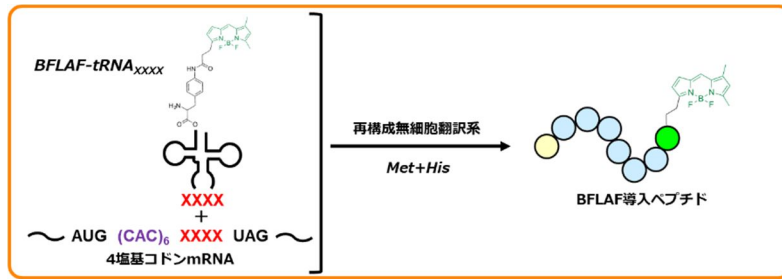 BFLAF-tRNAXXXX
N
N
B
F
F
HN
O
H2N
O
O
XXXX
+
AUG (CAC)6 XXXX UAG
4塩基コドンmRNA
再構成無細胞翻訳系
Met+His
N
N
B
F
F
BFLAF導入ペプチド